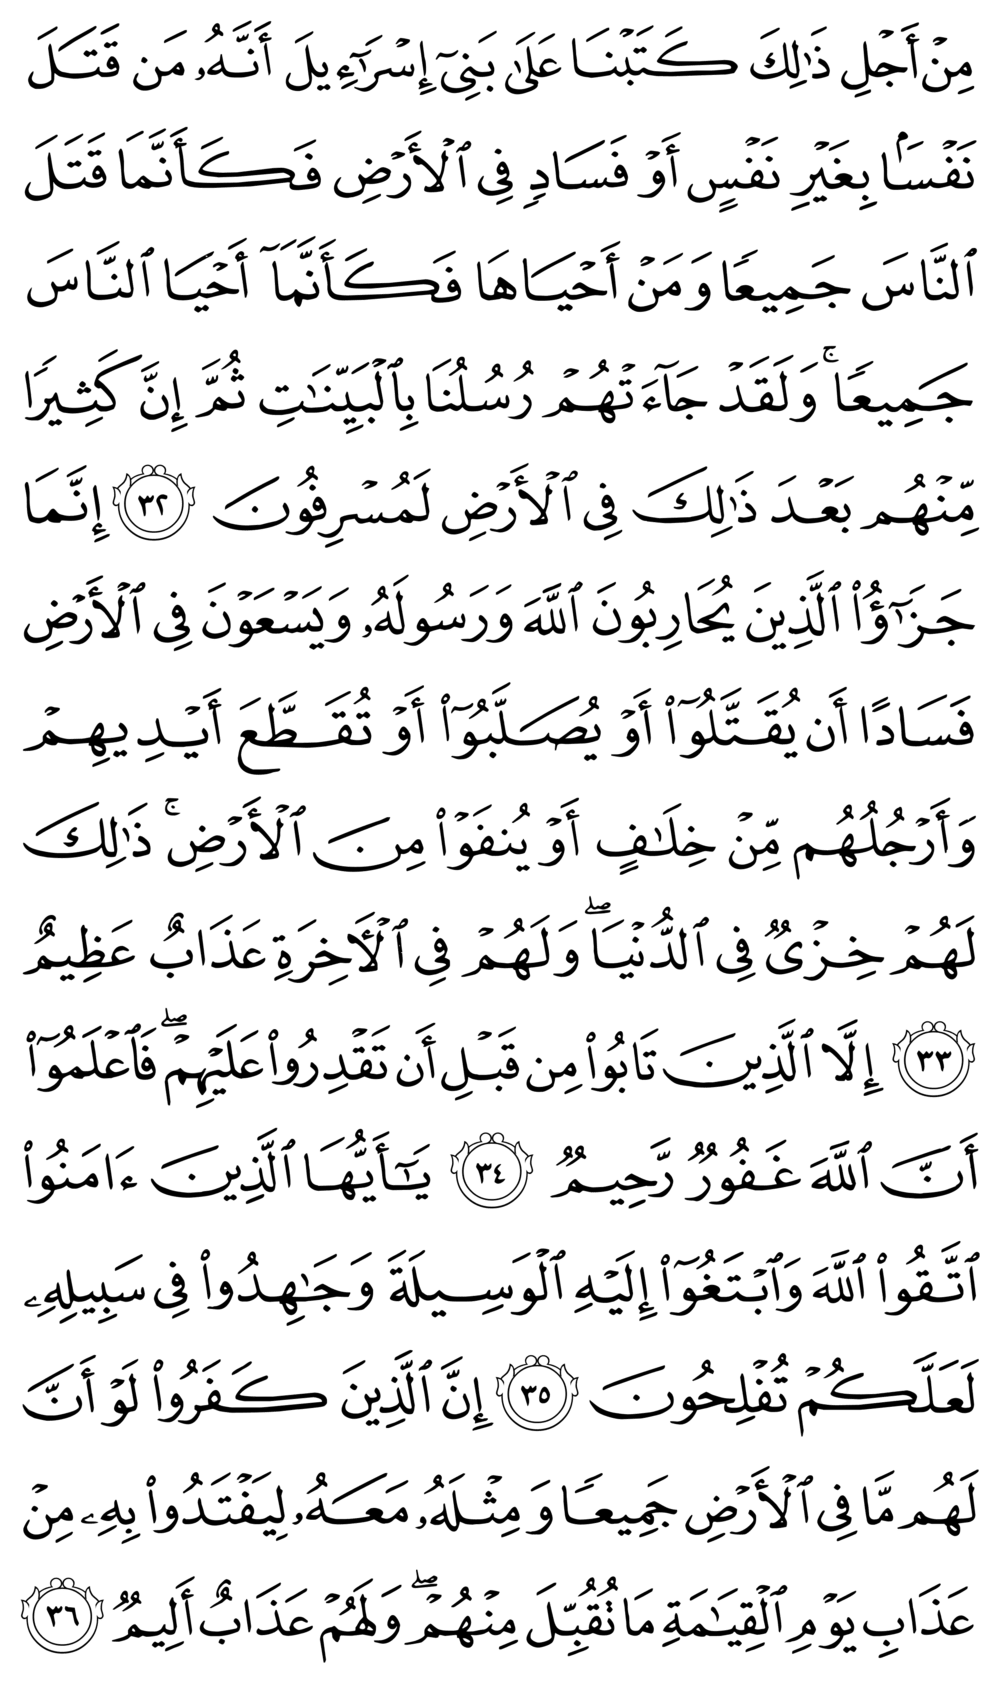 مِنْ أَجْلِ ذَٰلِكَ كَتَبْنَا عَلَىٰ بَنِىٓ إِسْرَٰٓءِيلَ أَنَّهُۥ مَن قَتَلَ
نَفْسًۢا بِغَيْرِ نَفْسٍ أَوْ فَسَادٍ فِى ٱلْأَرْضِ فَكَأَنَّمَا قَتَلَ
ٱلنَّاسَ جَمِيعًا وَمَنْ أَحْيَاهَا فَكَأَنَّمَآ أَحْيَا ٱلنَّاسَ
جَمِيعًا ۚ وَلَقَدْ جَآءَتْهُمْ رُسُلُنَا بِٱلْبَيِّنَٰتِ ثُمَّ إِنَّ كَثِيرًا
مِّنْهُم بَعْدَ ذَٰلِكَ فِى ٱلْأَرْضِ لَمُسْرِفُونَ ٣٢ إِنَّمَا
جَزَٰٓؤُا۟ ٱلَّذِينَ يُحَارِبُونَ ٱللَّهَ وَرَسُولَهُۥ وَيَسْعَوْنَ فِى ٱلْأَرْضِ
فَسَادًا أَن يُقَتَّلُوٓا۟ أَوْ يُصَلَّبُوٓا۟ أَوْ تُقَطَّعَ أَيْدِيهِمْ
وَأَرْجُلُهُم مِّنْ خِلَٰفٍ أَوْ يُنفَوْا۟ مِنَ ٱلْأَرْضِ ۚ ذَٰلِكَ
لَهُمْ خِزْىٌ فِى ٱلدُّنْيَا ۖ وَلَهُمْ فِى ٱلْـَٔاخِرَةِ عَذَابٌ عَظِيمٌ
٣٣ إِلَّا ٱلَّذِينَ تَابُوا۟ مِن قَبْلِ أَن تَقْدِرُوا۟ عَلَيْهِمْ ۖ فَٱعْلَمُوٓا۟
أَنَّ ٱللَّهَ غَفُورٌ رَّحِيمٌ ٣٤ يَٰٓأَيُّهَا ٱلَّذِينَ ءَامَنُوا۟
ٱتَّقُوا۟ ٱللَّهَ وَٱبْتَغُوٓا۟ إِلَيْهِ ٱلْوَسِيلَةَ وَجَٰهِدُوا۟ فِى سَبِيلِهِۦ
لَعَلَّكُمْ تُفْلِحُونَ ٣٥ إِنَّ ٱلَّذِينَ كَفَرُوا۟ لَوْ أَنَّ
لَهُم مَّا فِى ٱلْأَرْضِ جَمِيعًا وَمِثْلَهُۥ مَعَهُۥ لِيَفْتَدُوا۟ بِهِۦ مِنْ
عَذَابِ يَوْمِ ٱلْقِيَٰمَةِ مَا تُقُبِّلَ مِنْهُمْ ۖ وَلَهُمْ عَذَابٌ أَلِيمٌ ٣٦